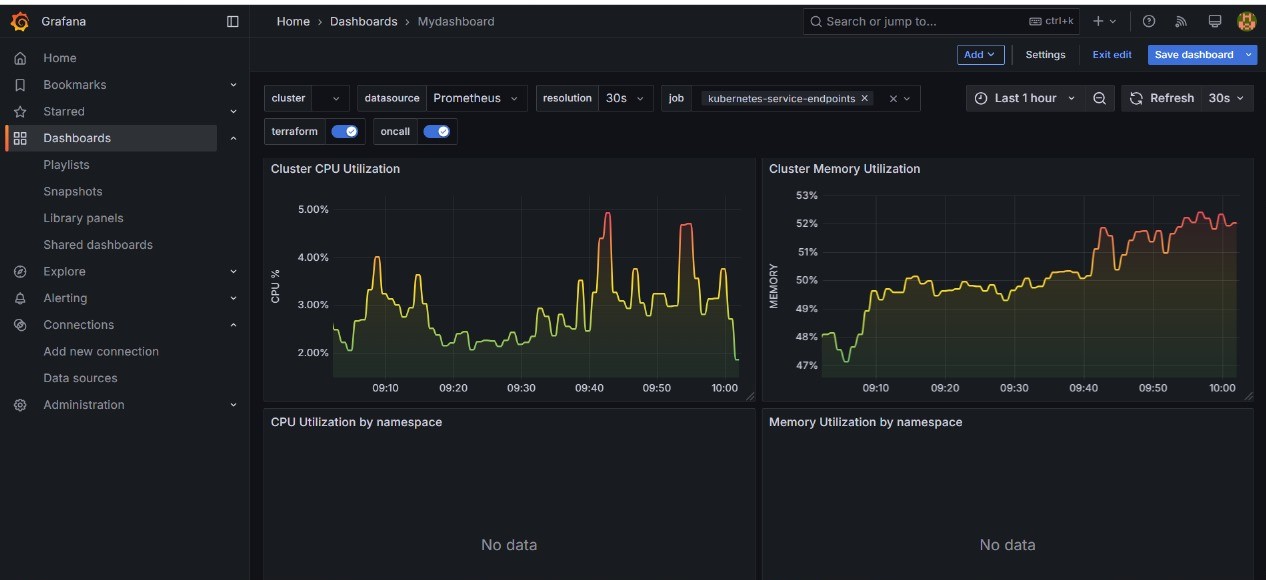 Grafana
Home › Dashboards › Mydashboard
Search or jump to... ctrl+k
Home
Bookmarks
Starred
Dashboards
Playlists
Snapshots
Library panels
Shared dashboards
Explore
Alerting
Connections
Add new connection
Data sources
Administration
Add Settings Exit edit Save dashboard
cluster datasource Prometheus resolution 30s job kubernetes-service-endpoints Last 1 hour Refresh 30s
terraform oncall
Cluster CPU Utilization
CPU %
5.00%
4.00%
3.00%
2.00%
09:10 09:20 09:30 09:40 09:50 10:00
Cluster Memory Utilization
MEMORY
53%
52%
51%
50%
49%
48%
47%
09:10 09:20 09:30 09:40 09:50 10:00
CPU Utilization by namespace
No data
Memory Utilization by namespace
No data